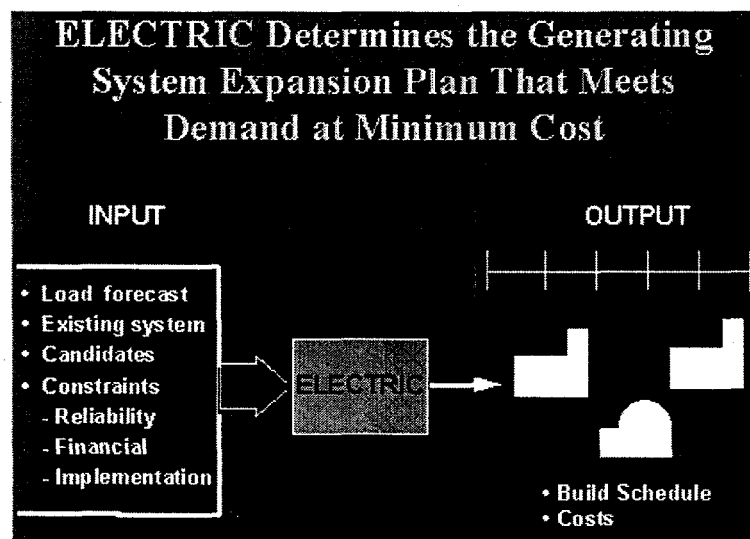 ELECTRIC Determines the Generating
System Expansion Plan That Meets
Demand at Minimum Cost
INPUT
• Load forecast
• Existing system
• Candidates
• Constraints
- Reliability
- Financial
- Implementation
ELECTRIC
OUTPUT
• Build Schedule
• Costs